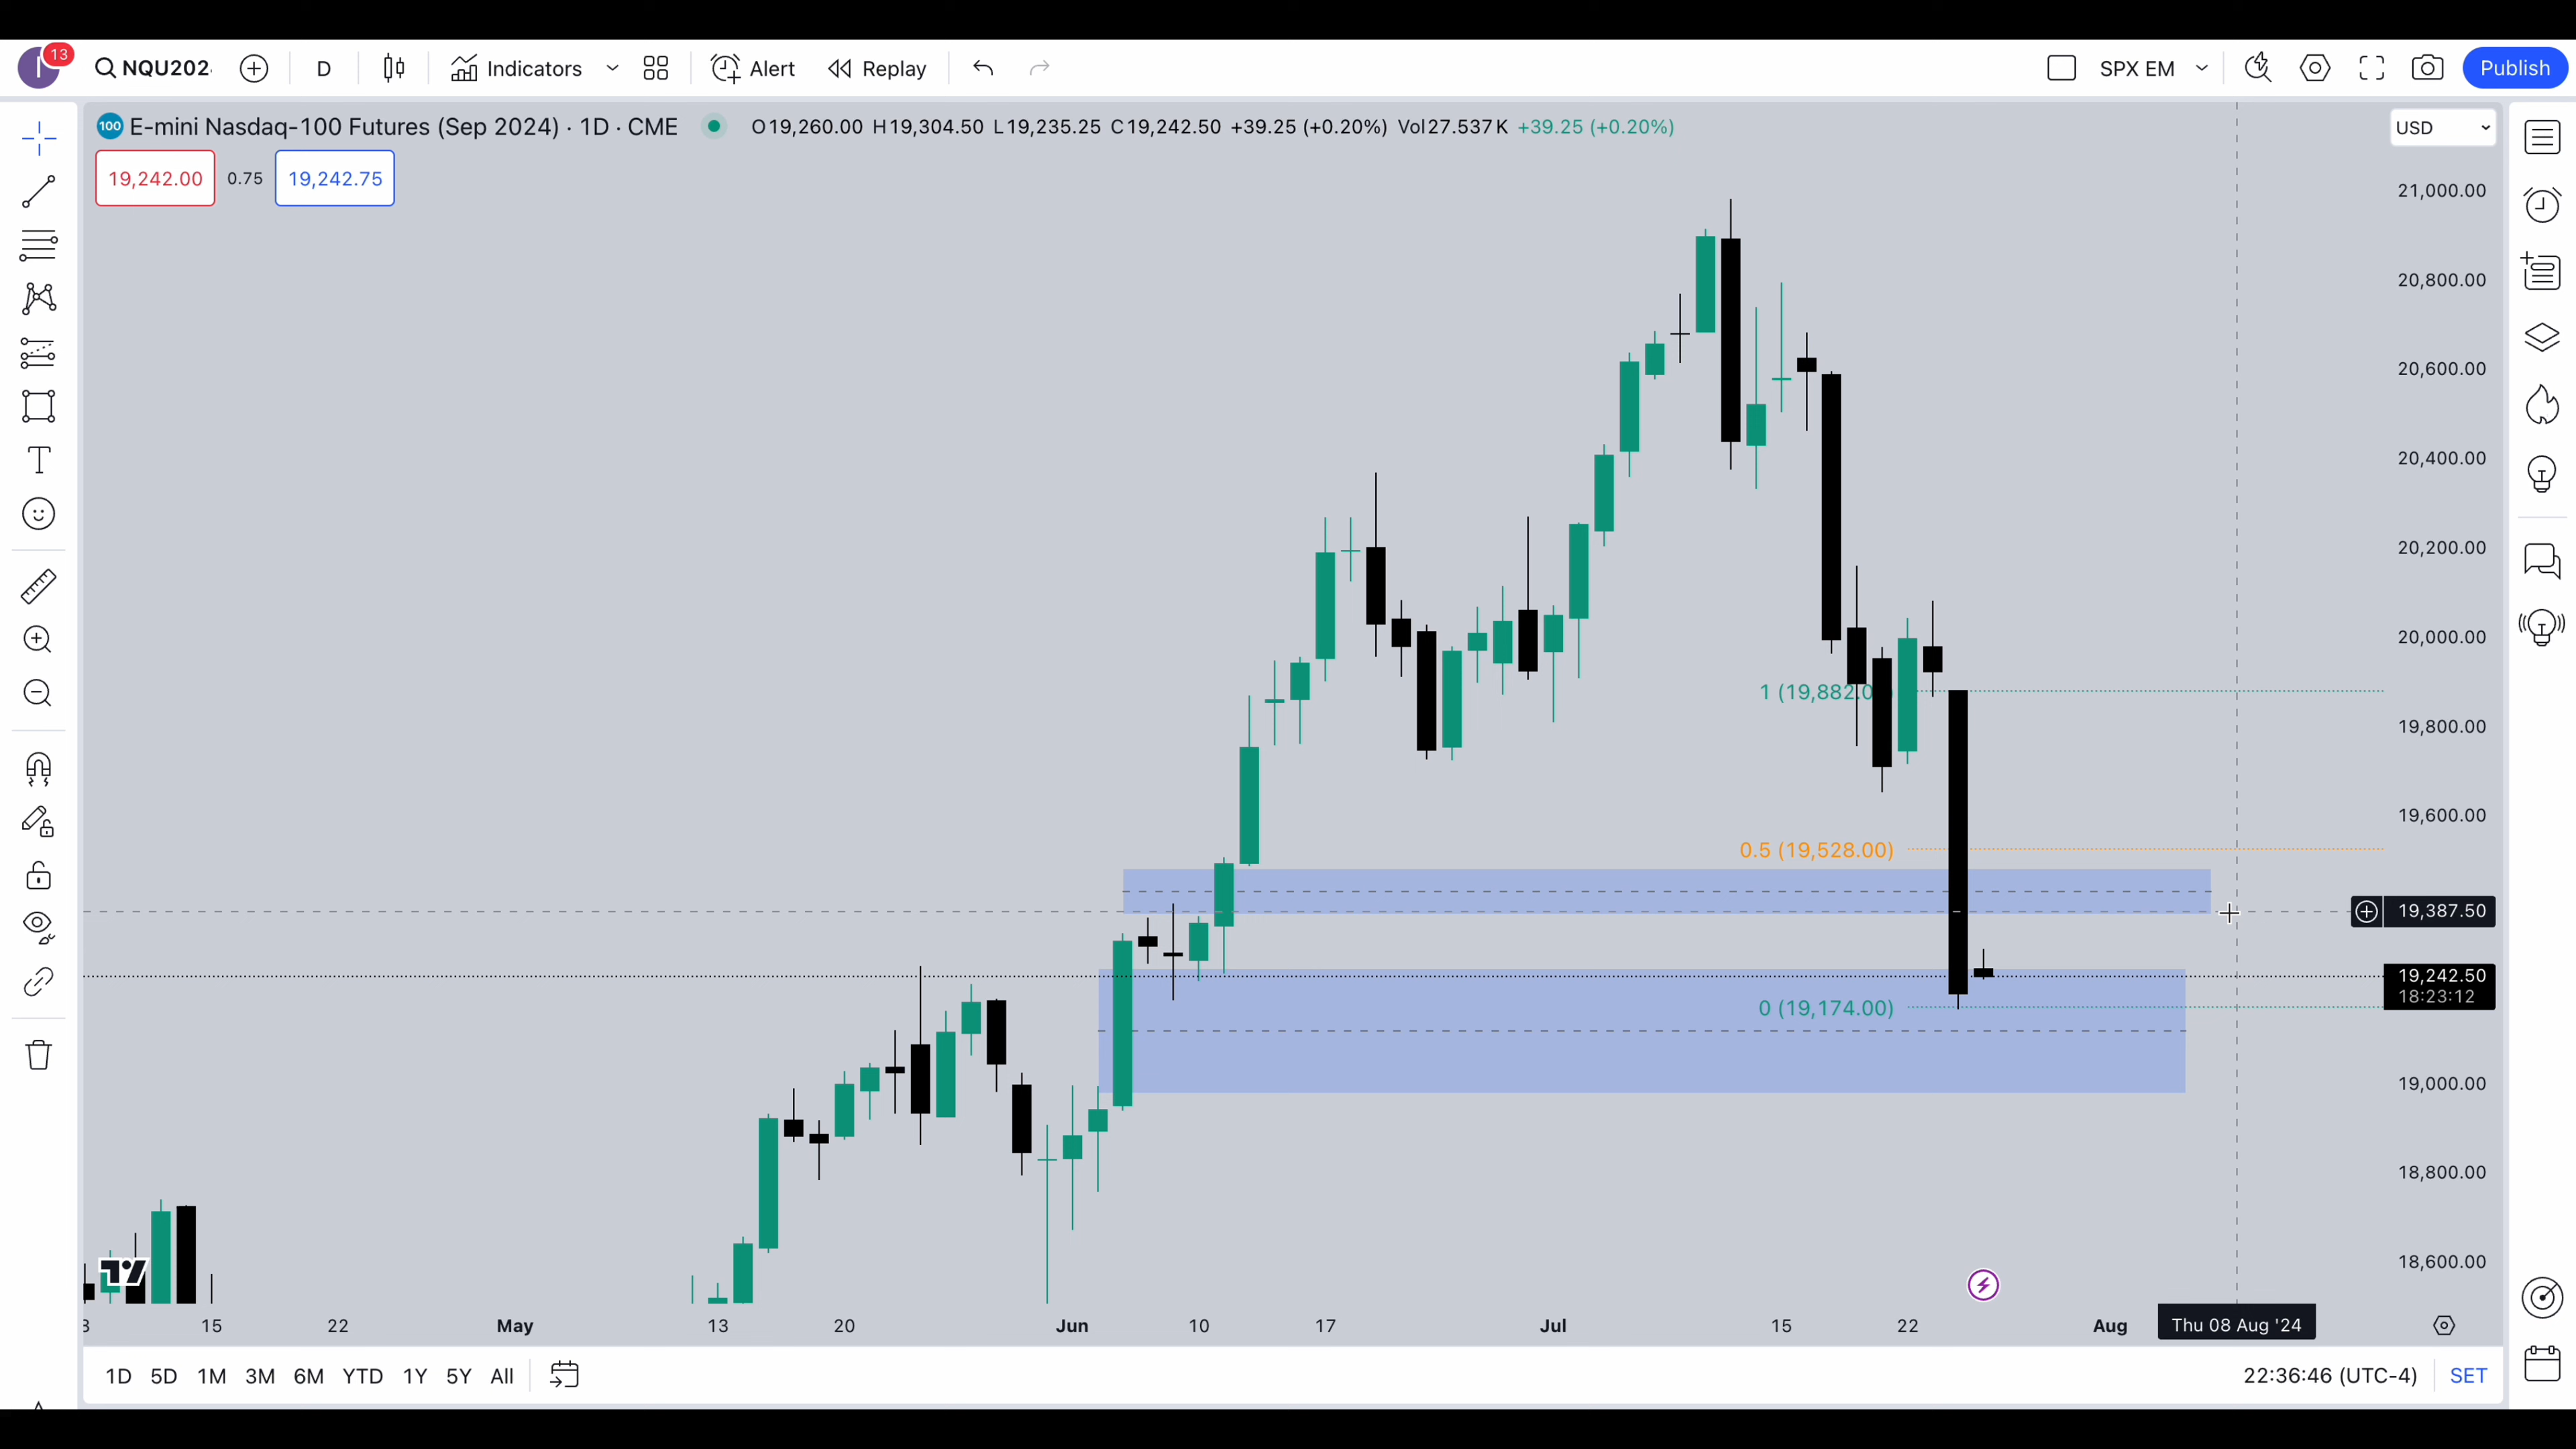 I
13
NQU202
D
Indicators
Alert
Replay
SPX EM
Publish
100 E-mini Nasdaq-100 Futures (Sep 2024) · 1D · CME O19,260.00 H19,304.50 L19,235.25 C19,242.50 +39.25 (+0.20%) Vol27.537K +39.25 (+0.20%)
USD
19,242.00 0.75 19,242.75
21,000.00
20,800.00
20,600.00
20,400.00
20,200.00
20,000.00
1 (19,882.0
19,800.00
19,600.00
0.5 (19,528.00)
19,387.50
19,242.50
18:23:12
0 (19,174.00)
19,000.00
18,800.00
18,600.00
15 22 May 13 20 Jun 10 17 Jul 15 22 Aug Thu 08 Aug '24
1D 5D 1M 3M 6M YTD 1Y 5Y All
22:36:46 (UTC-4) SET